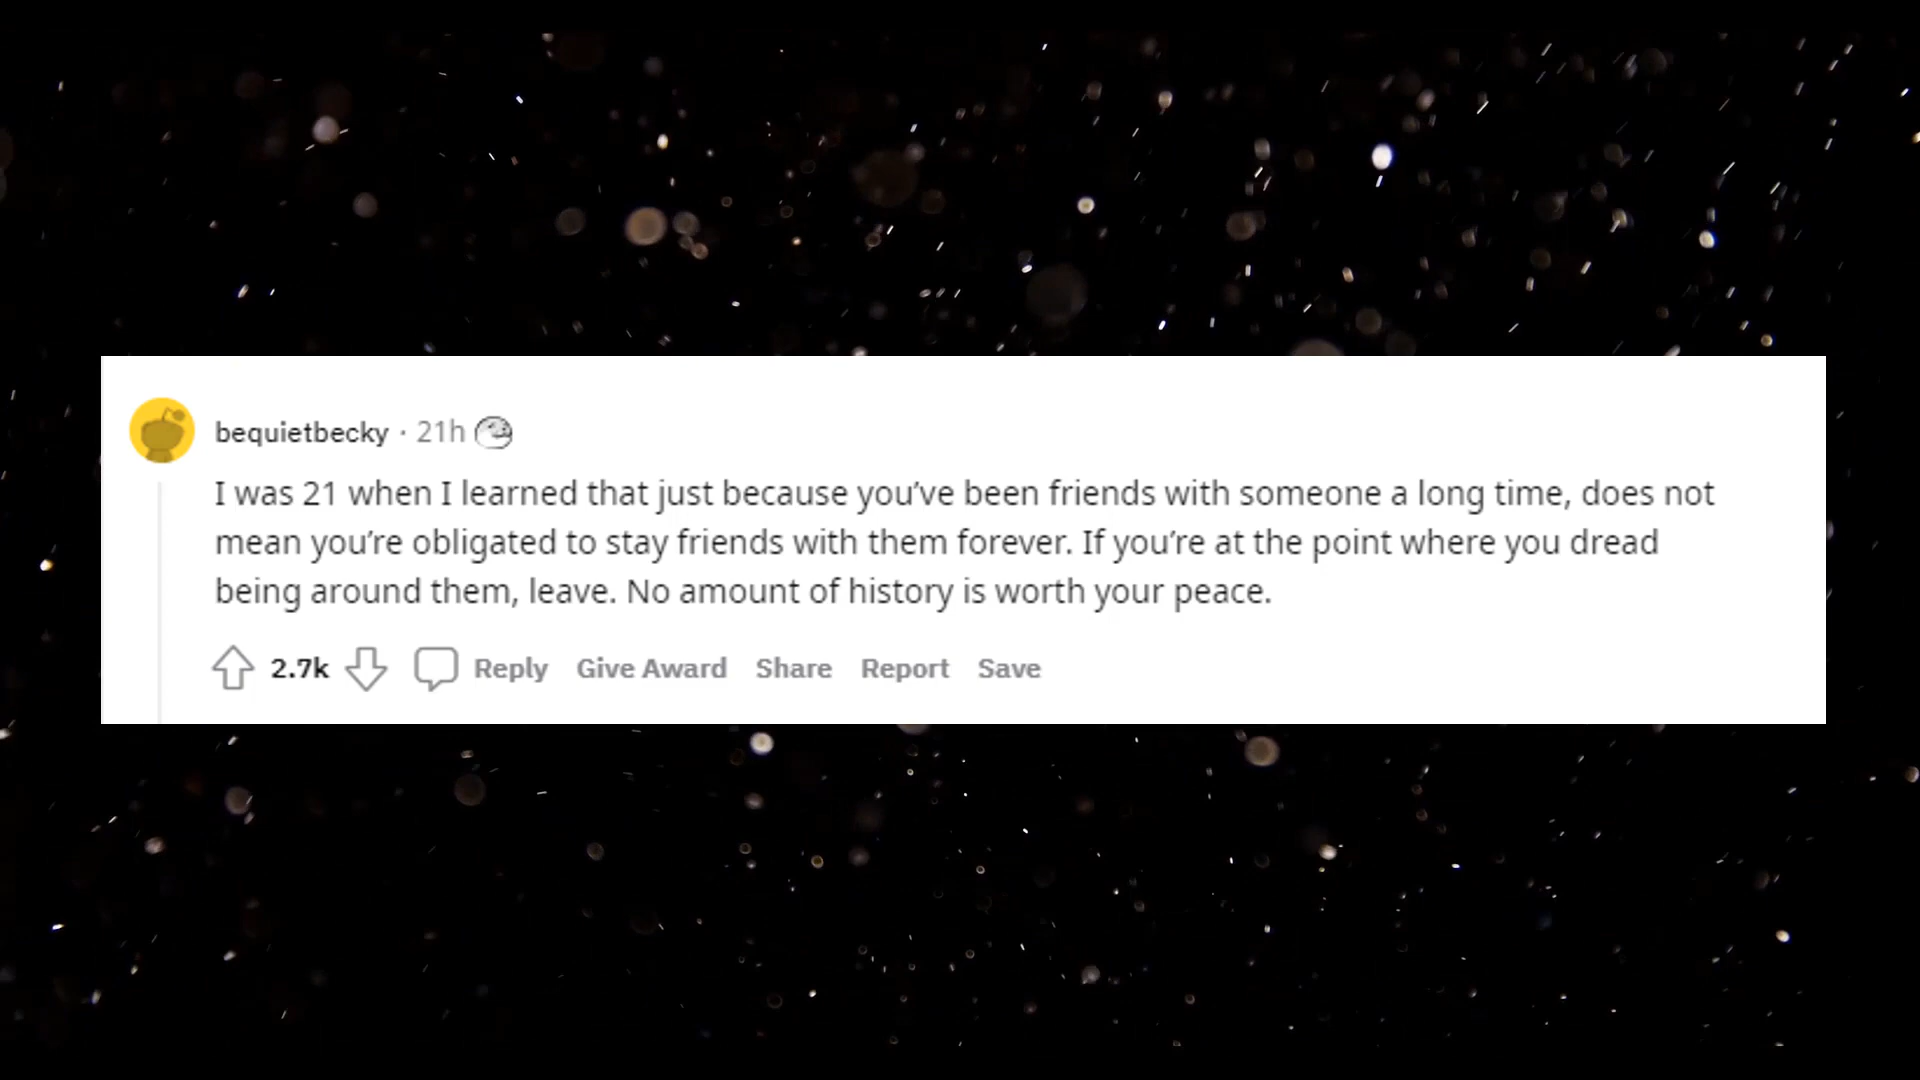 bequietbecky · 21h
I was 21 when I learned that just because you’ve been friends with someone a long time, does not
mean you’re obligated to stay friends with them forever. If you’re at the point where you dread
being around them, leave. No amount of history is worth your peace.
2.7k Reply Give Award Share Report Save